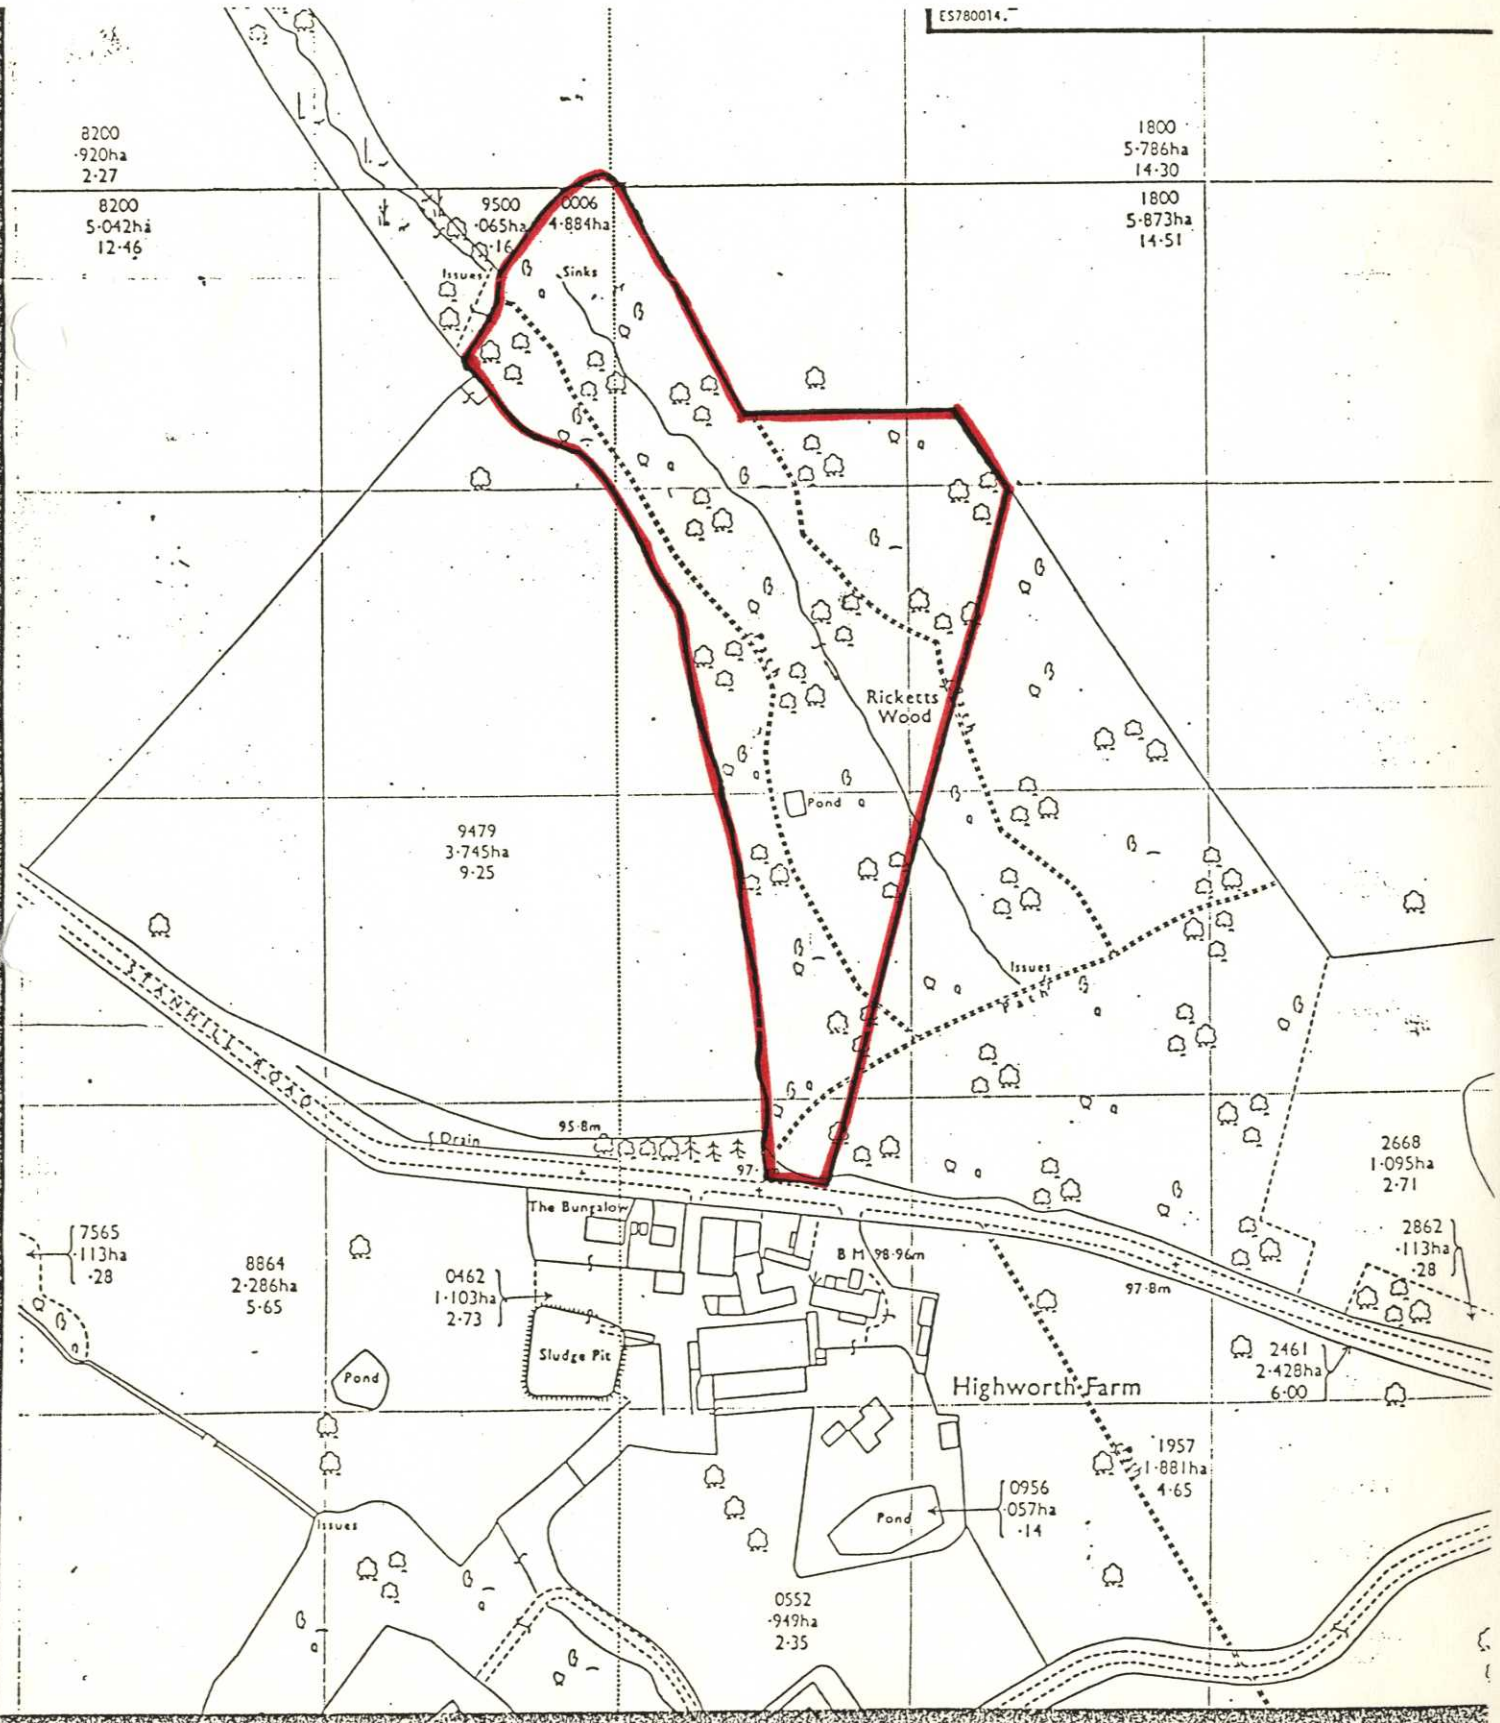 ES780014.
8200
·920ha
2·27
1800
5·786ha
14·30
8200
5·042ha
12·46
9500
·065ha
·16
0006
4·884ha
1800
5·873ha
14·51
Issues
Sinks
Ricketts
Wood
Pond
9479
3·745ha
9·25
Issues
Path
STANHILL ROAD
Drain
95·8m
97·
2668
1·095ha
2·71
The Bungalow
7565
·113ha
·28
8864
2·286ha
5·65
0462
1·103ha
2·73
B M 98·96m
97·8m
2862
·113ha
·28
Sludge Pit
Pond
2461
2·428ha
6·00
Highworth Farm
1957
1·881ha
4·65
0956
·057ha
·14
Pond
Issues
0552
·949ha
2·35